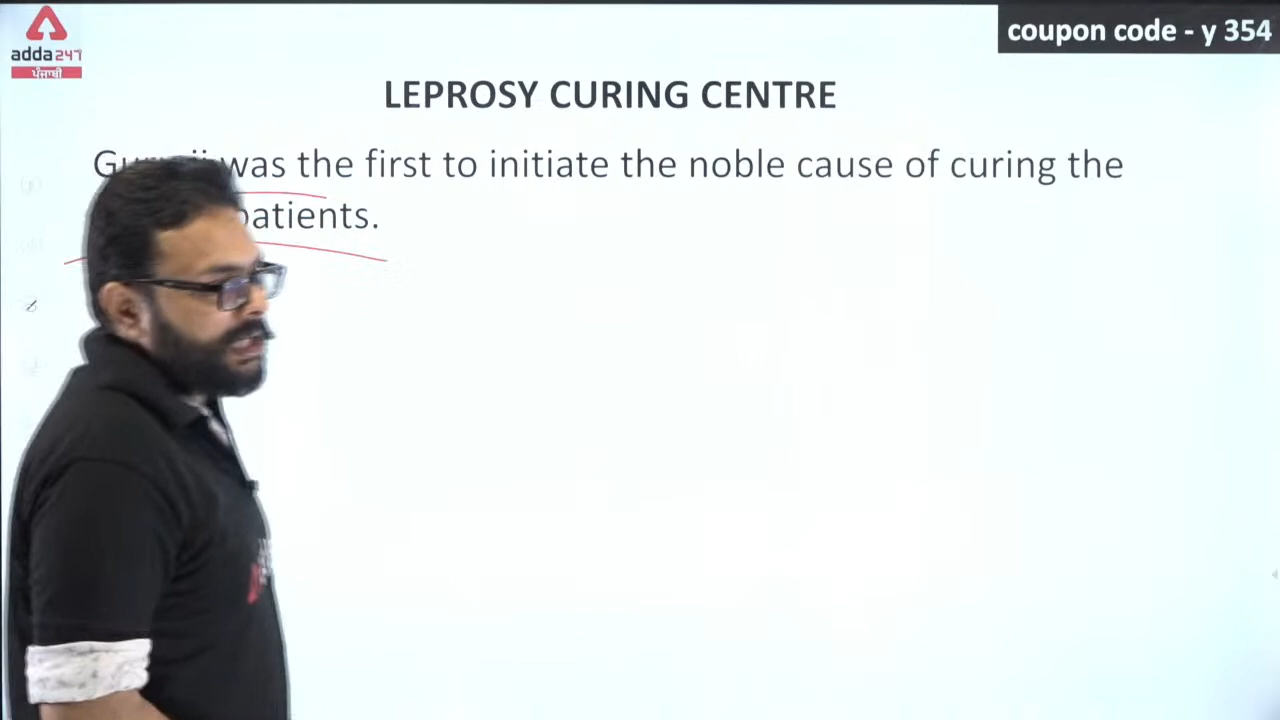 coupon code - y 354
adda247
ਪੰਜਾਬੀ
LEPROSY CURING CENTRE
was the first to initiate the noble cause of curing the
patients.